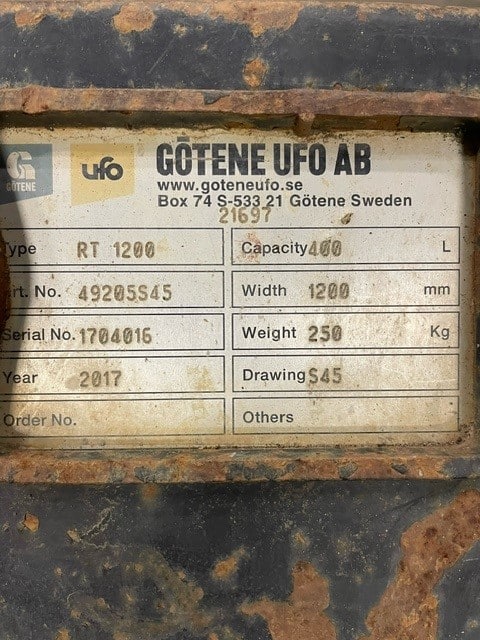 G
GÖTENE
ufo
GÖTENE UFO AB
www.goteneufo.se
Box 74 S-533 21 Götene Sweden
21697
ype RT 1200
Capacity 400 L
rt. No. 49205S45
Width 1200 mm
Serial No. 1704016
Weight 250 Kg
Year 2017
Drawing S45
Order No.
Others